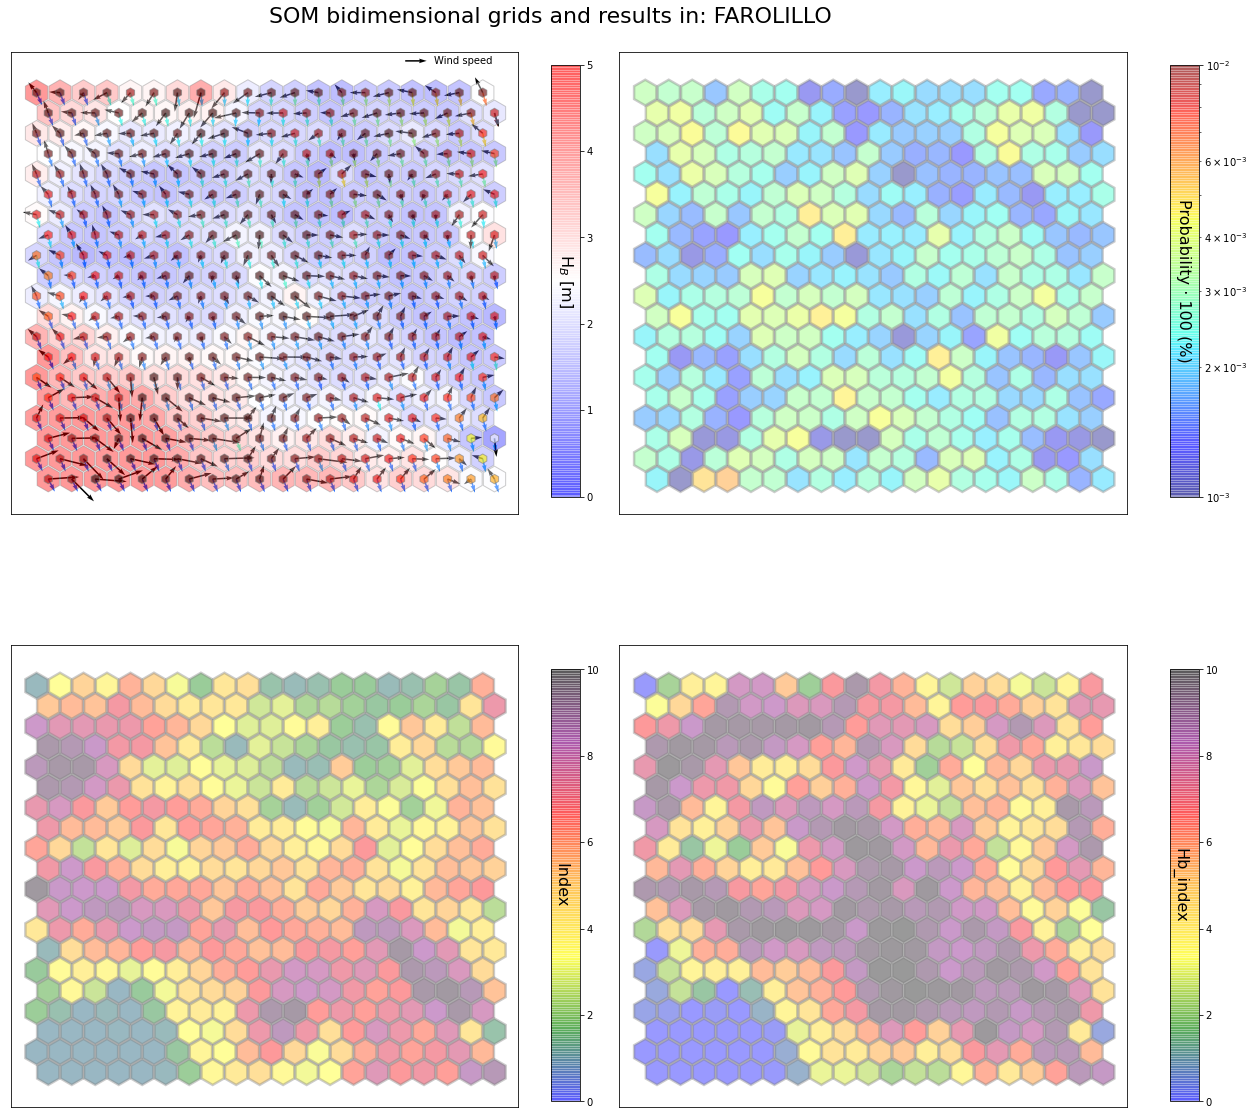 SOM bidimensional grids and results in: FAROLILLO
Wind speed
5
4
3
2
1
0
H_B [m]
10^-2
6 × 10^-3
4 × 10^-3
3 × 10^-3
2 × 10^-3
10^-3
Probability · 100 (%)
10
8
6
4
2
0
Index
10
8
6
4
2
0
Hb_index